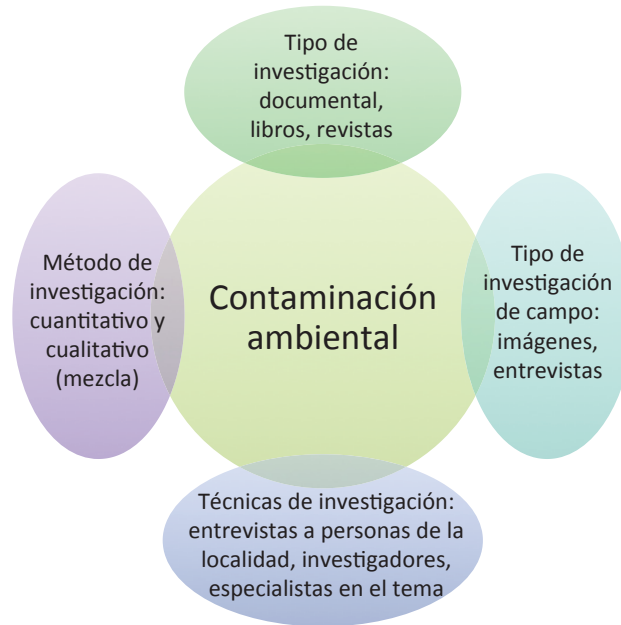 Tipo de
investigación:
documental,
libros, revistas
Método de
investigación:
cuantitativo y
cualitativo
(mezcla)
Contaminación
ambiental
Tipo de
investigación
de campo:
imágenes,
entrevistas
Técnicas de investigación:
entrevistas a personas de la
localidad, investigadores,
especialistas en el tema